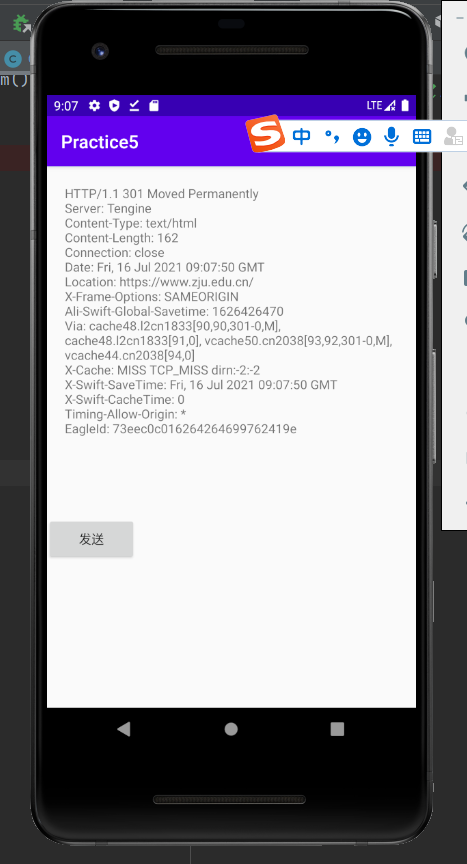 m()
9:07
LTE
Practice5
S中
HTTP/1.1 301 Moved Permanently
Server: Tengine
Content-Type: text/html
Content-Length: 162
Connection: close
Date: Fri, 16 Jul 2021 09:07:50 GMT
Location: https://www.zju.edu.cn/
X-Frame-Options: SAMEORIGIN
Ali-Swift-Global-Savetime: 1626426470
Via: cache48.l2cn1833[90,90,301-0,M],
cache48.l2cn1833[91,0], vcache50.cn2038[93,92,301-0,M],
vcache44.cn2038[94,0]
X-Cache: MISS TCP_MISS dirn:-2:-2
X-Swift-SaveTime: Fri, 16 Jul 2021 09:07:50 GMT
X-Swift-CacheTime: 0
Timing-Allow-Origin: *
EagleId: 73eec0c016264264699762419e
发送